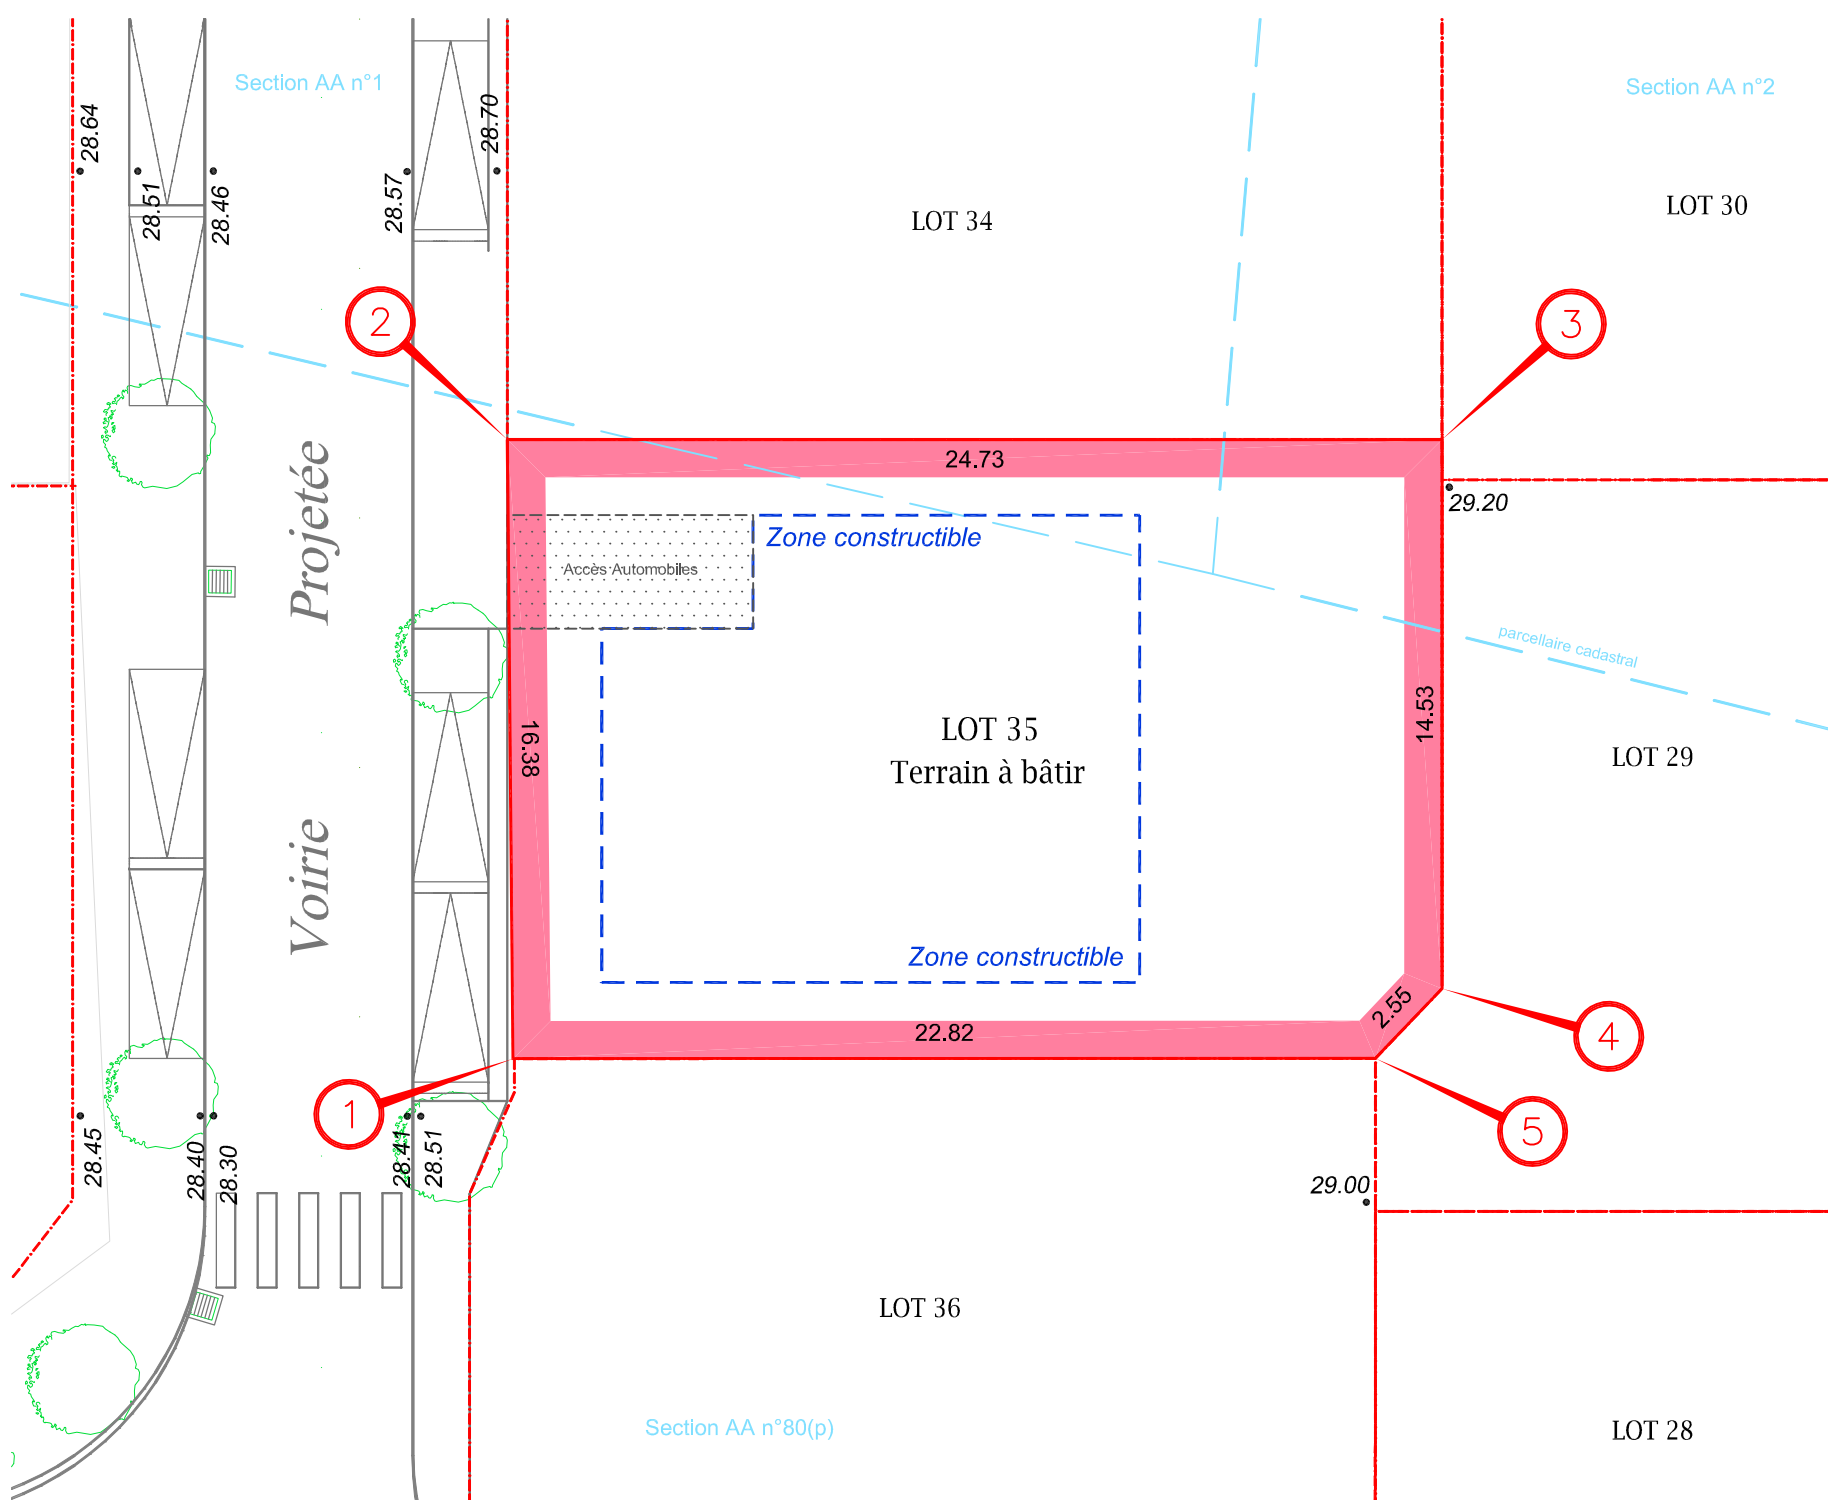 Section AA n°1
Section AA n°2
28.64
28.51
28.46
28.57
28.70
LOT 34
LOT 30
2
3
24.73
29.20
Zone constructible
Accès Automobiles
parcellaire cadastral
Voirie Projetée
16.38
14.53
LOT 35
Terrain à bâtir
LOT 29
Zone constructible
2.55
22.82
4
1
5
28.45
28.40
28.30
28.41
28.51
29.00
LOT 36
Section AA n°80(p)
LOT 28